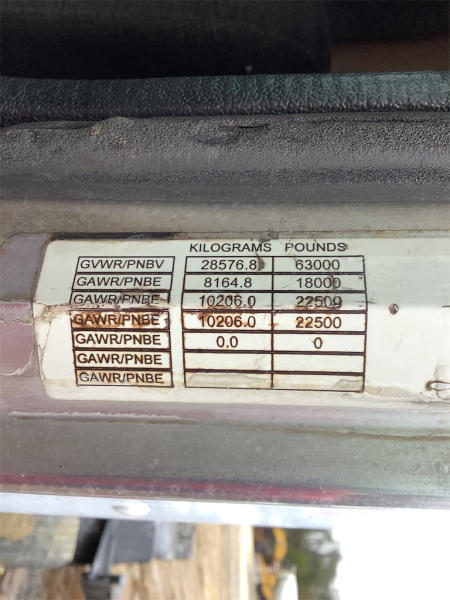 KILOGRAMS POUNDS
GVWR/PNBV 28576.8 63000
GAWR/PNBE 8164.8 18000
GAWR/PNBE 10206.0 22500
GAWR/PNBE 10206.0 22500
GAWR/PNBE 0.0 0
GAWR/PNBE
GAWR/PNBE